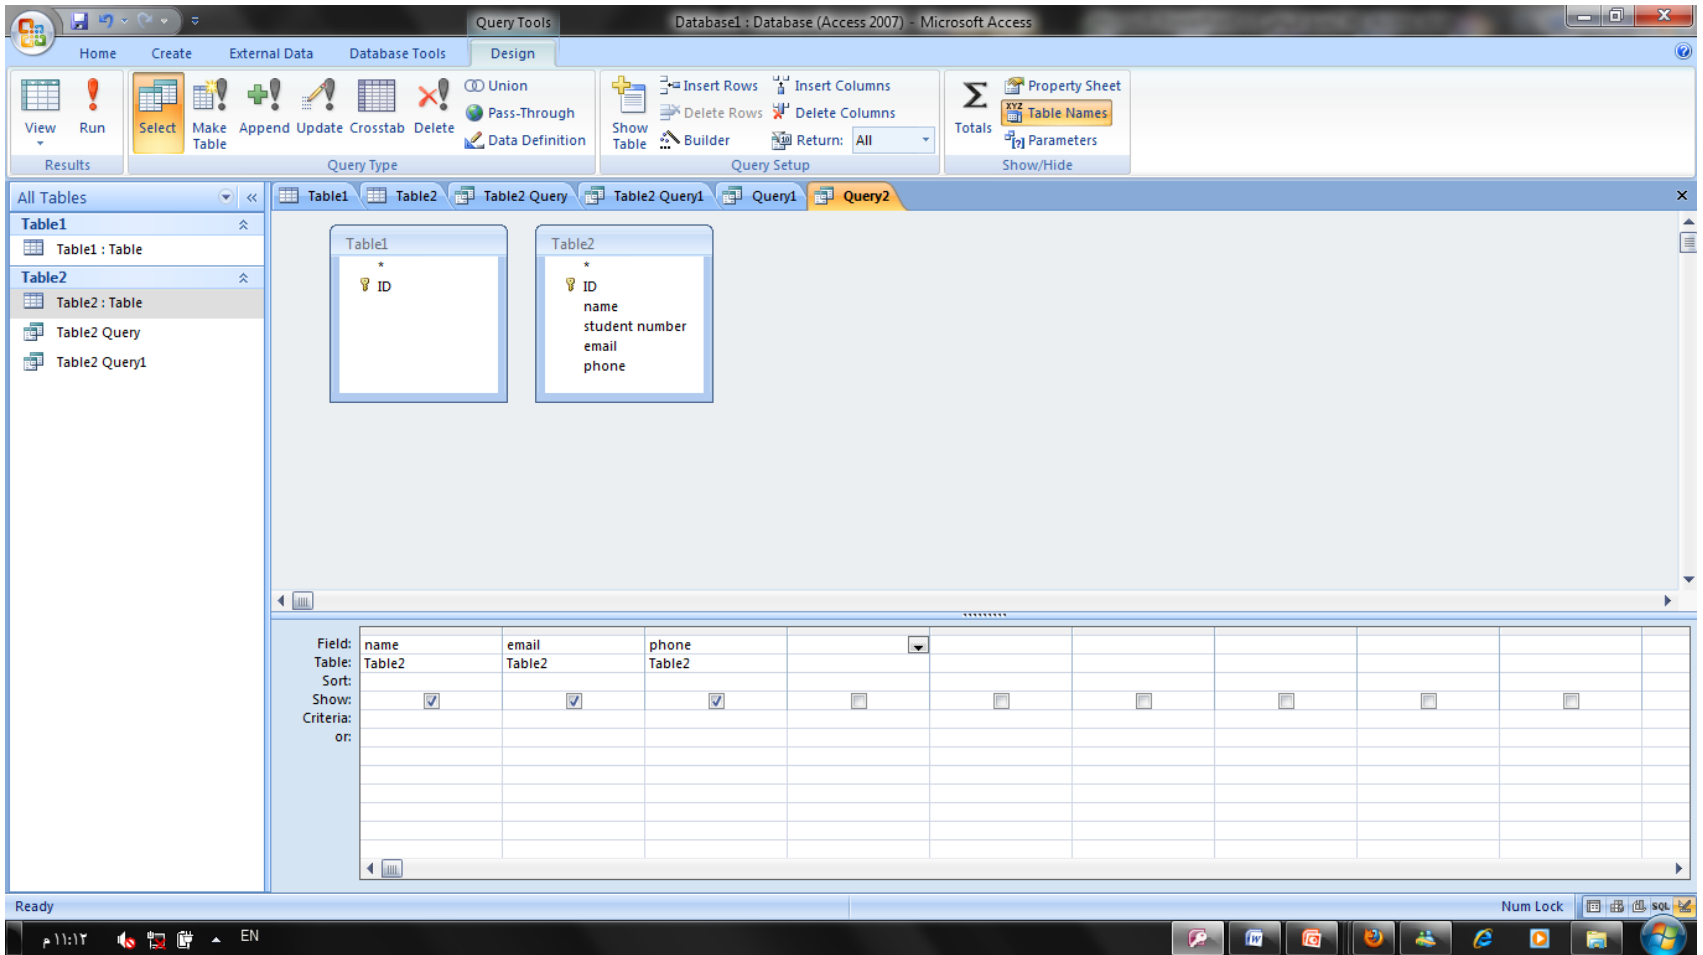 Query Tools
Database1 : Database (Access 2007) - Microsoft Access
Home Create External Data Database Tools Design
View Run Select Make Table Append Update Crosstab Delete
Union
Pass-Through
Data Definition
Show Table
Insert Rows
Delete Rows
Builder
Insert Columns
Delete Columns
Return: All
Totals
Property Sheet
XYZ Table Names
Parameters
Results Query Type Query Setup Show/Hide
All Tables
Table1 Table2 Table2 Query Table2 Query1 Query1 Query2
Table1
Table1 : Table
Table2
Table2 : Table
Table2 Query
Table2 Query1
Table1
*
ID
Table2
*
ID
name
student number
email
phone
Field: name email phone
Table: Table2 Table2 Table2
Sort:
Show:
Criteria:
or:
Ready
Num Lock
SQL
١١:١٢ م
EN